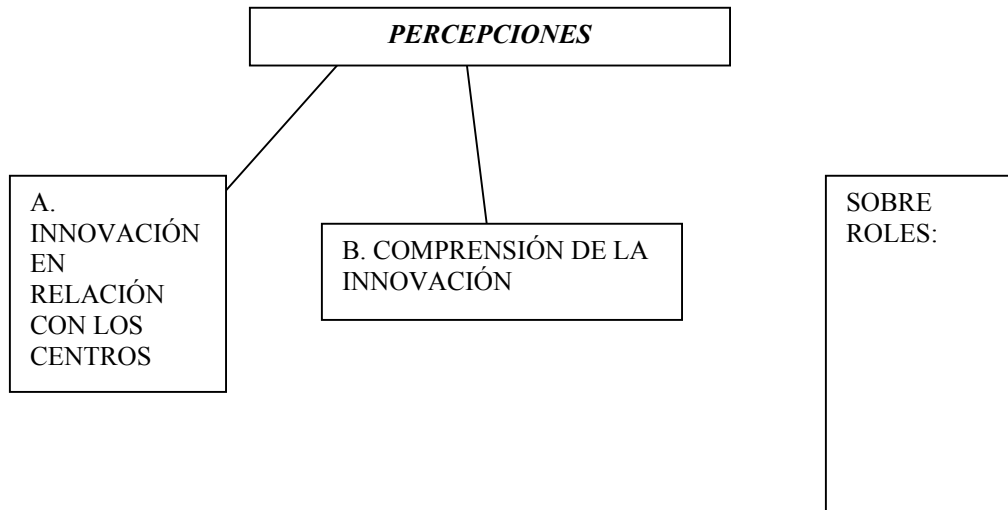 PERCEPCIONES
A.
INNOVACIÓN
EN
RELACIÓN
CON LOS
CENTROS
B. COMPRENSIÓN DE LA
INNOVACIÓN
SOBRE
ROLES: